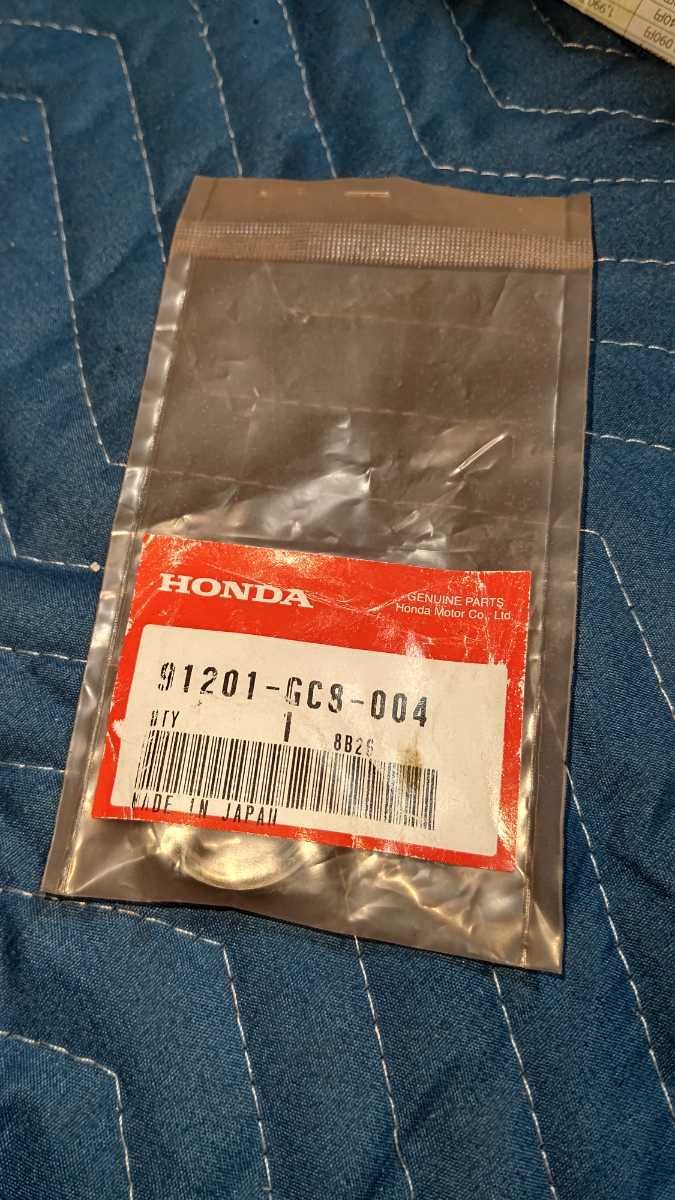 HONDA
GENUINE PARTS
Honda Motor Co., Ltd.
91201-GC8-004
QTY 1 8B26
MADE IN JAPAN